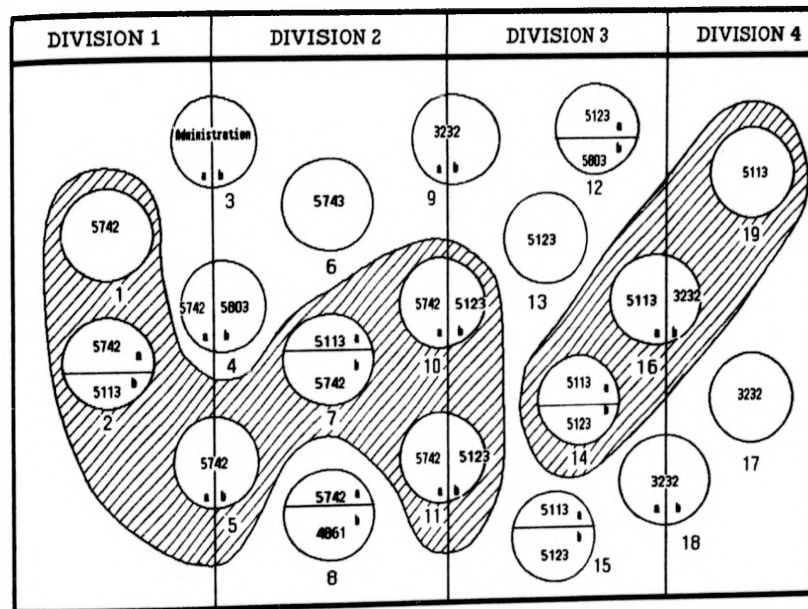 DIVISION 1 DIVISION 2 DIVISION 3 DIVISION 4
Administration
a b
3
3232
a b
9
5123 a
5803 b
12
5113
19
5742
1
5743
6
5123
13
5742 5803
a b
4
5742 5123
a b
10
5113 3232
a b
16
5742 a
5113 b
2
5113 a
5742 b
7
5113 a
5123 b
14
3232
17
5742
a b
5
5742 5123
a b
11
3232
a b
18
5742 a
4861 b
8
5113 a
5123 b
15